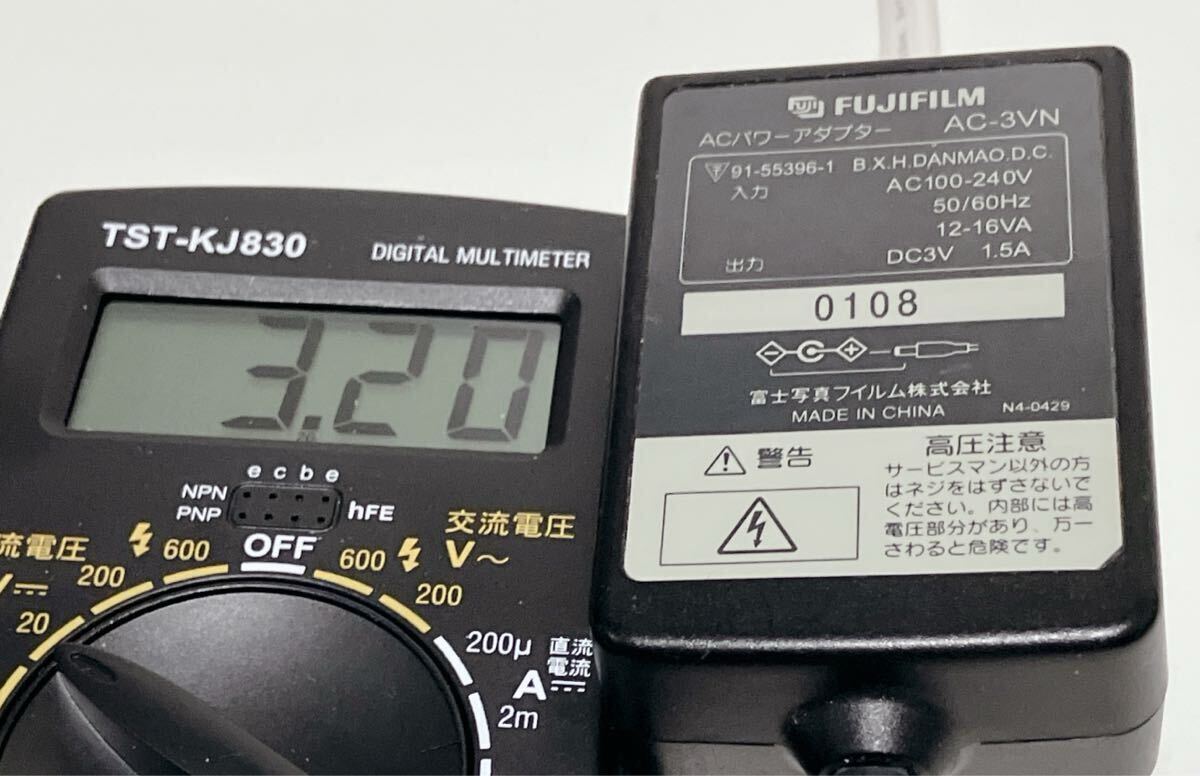 TST-KJ830 DIGITAL MULTIMETER
3.20
e c b e
NPN
PNP
hFE
流電圧
600
OFF
600
交流電圧
V~
200
200
20
200μ
直流
電流
A
2m
FUJI FUJIFILM
ACパワーアダプター AC-3VN
91-55396-1 B.X.H.DANMAO.D.C.
入力 AC100-240V
50/60Hz
12-16VA
出力 DC3V 1.5A
0108
富士写真フイルム株式会社
MADE IN CHINA N4-0429
警告
高圧注意
サービスマン以外の方
はネジをはずさないで
ください。内部には高
電圧部分があり、万一
さわると危険です。